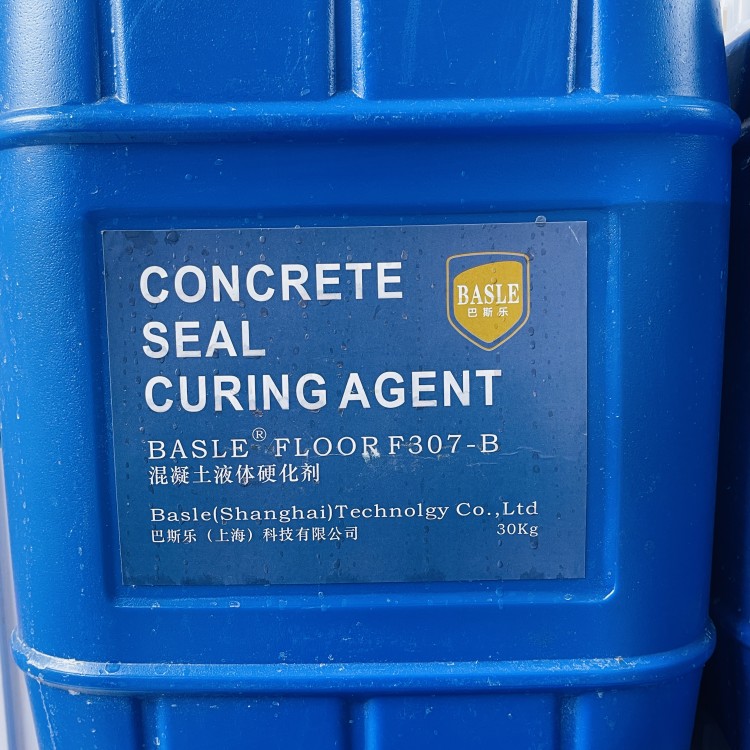 CONCRETE
SEAL
CURING AGENT
BASLE
巴斯乐
BASLE® FLOOR F307-B
混凝土液体硬化剂
Basle(Shanghai)Technolgy Co.,Ltd
巴斯乐（上海）科技有限公司
30Kg